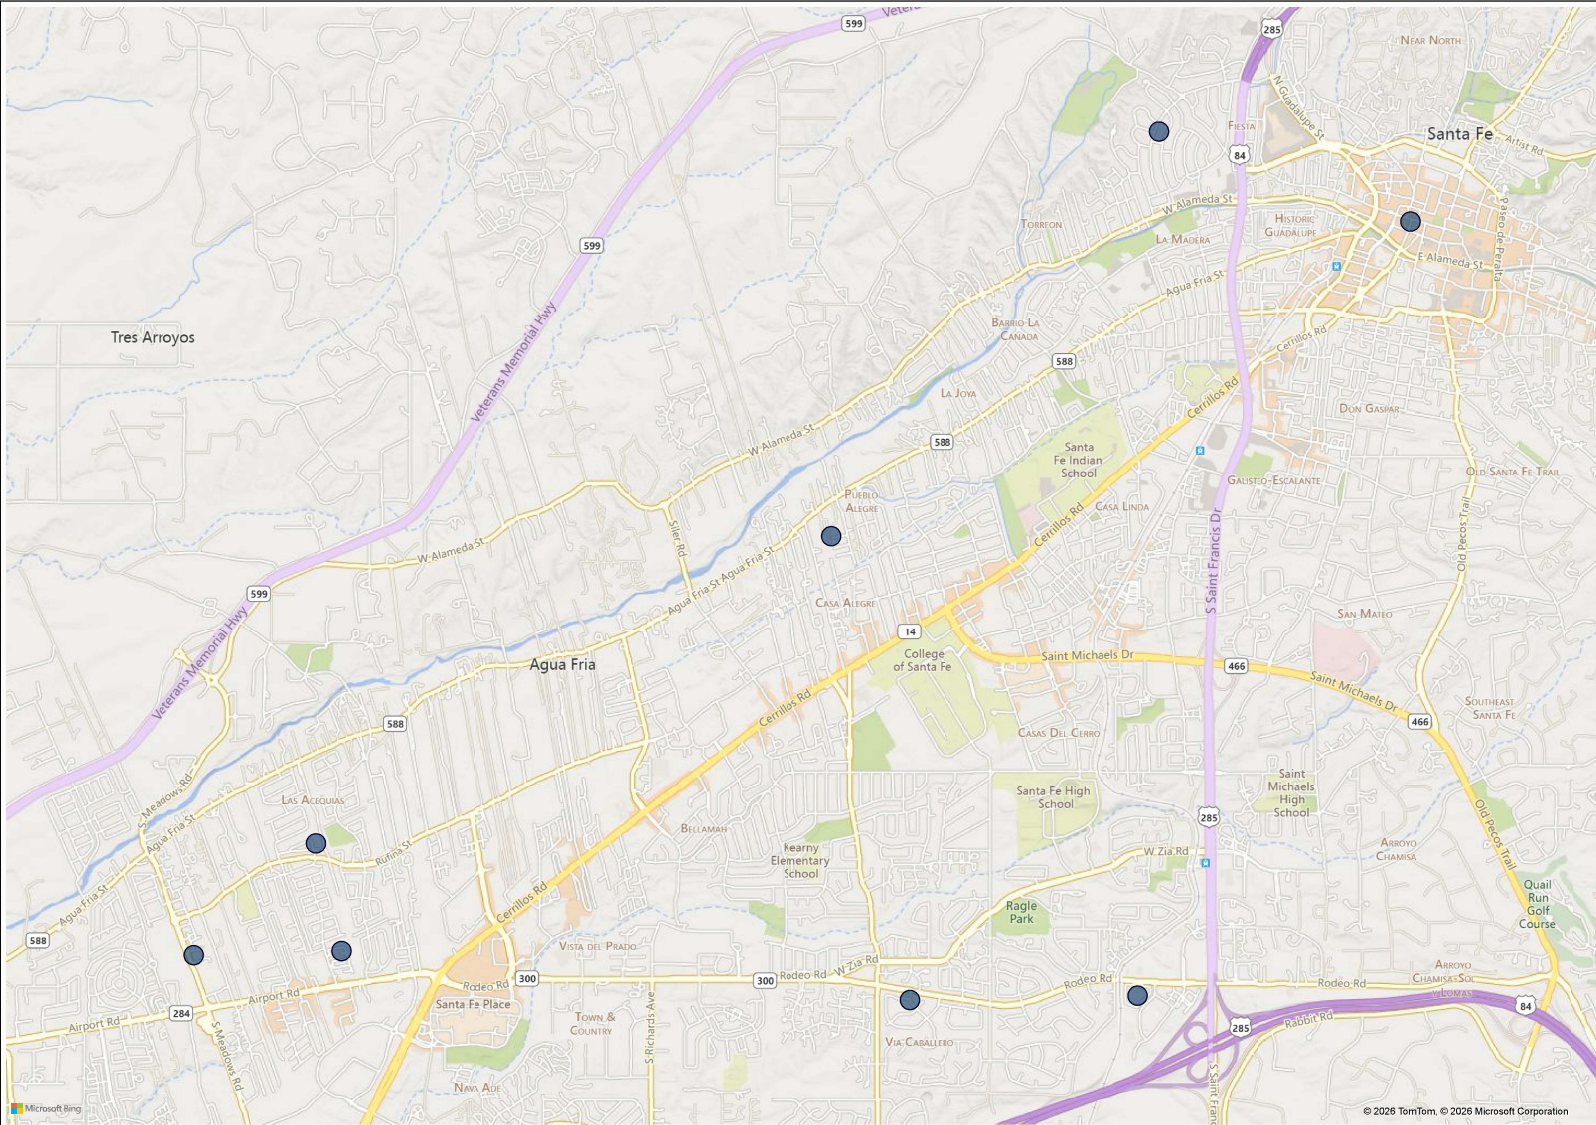 599
Veter
285
NEAR NORTH
N Guadalupe St
FIESTA
Santa Fe
Artist Rd
84
W Alameda St
HISTORIC
GUADALUPE
TORREON
LA MADERA
Paseo de Peralta
599
E Alameda St
Agua Fria St
Tres Arroyos
Veterans Memorial Hwy
BARRIO LA
CANADA
Cerrillos Rd
588
LA JOYA
Cerrillos Rd
DON GASPAR
W Alameda St
588
Santa
Fe Indian
School
OLD SANTA FE TRAIL
GALISTEO-ESCALANTE
PUEBLO
ALEGRE
CASA LINDA
Cerrillos Rd
Siler Rd
Old Pecos Trail
S Saint Francis Dr
W Alameda St
Agua Fria St
Agua Fria St
599
CASA ALEGRE
SAN MATEO
14
Veterans Memorial Hwy
Agua Fria
College
of Santa Fe
Saint Michaels Dr
466
Saint Michaels Dr
Cerrillos Rd
SOUTHEAST
SANTA FE
588
466
CASAS DEL CERRO
Saint
Michaels
High
School
Santa Fe High
School
S Meadows Rd
LAS ACEQUIAS
285
Old Pecos Trail
Agua Fria St
BELLAMAH
Rufina St
Kearny
Elementary
School
W Zia Rd
ARROYO
CHAMISA
Cerrillos Rd
Agua Fria St
Ragle
Park
Quail
Run
Golf
Course
588
VISTA DEL PRADO
W Zia Rd
Rodeo Rd
300
300
Rodeo Rd
Rodeo Rd
Rodeo Rd
ARROYO
CHAMISA-SOL
Y LOMAS
Airport Rd
Santa Fe Place
284
Airport Rd
84
TOWN &
COUNTRY
285
Rabbit Rd
S Meadows Rd
S Richards Ave
VIA CABALLERO
NAVA ADE
S Saint Fran
Microsoft Bing
© 2026 TomTom, © 2026 Microsoft Corporation